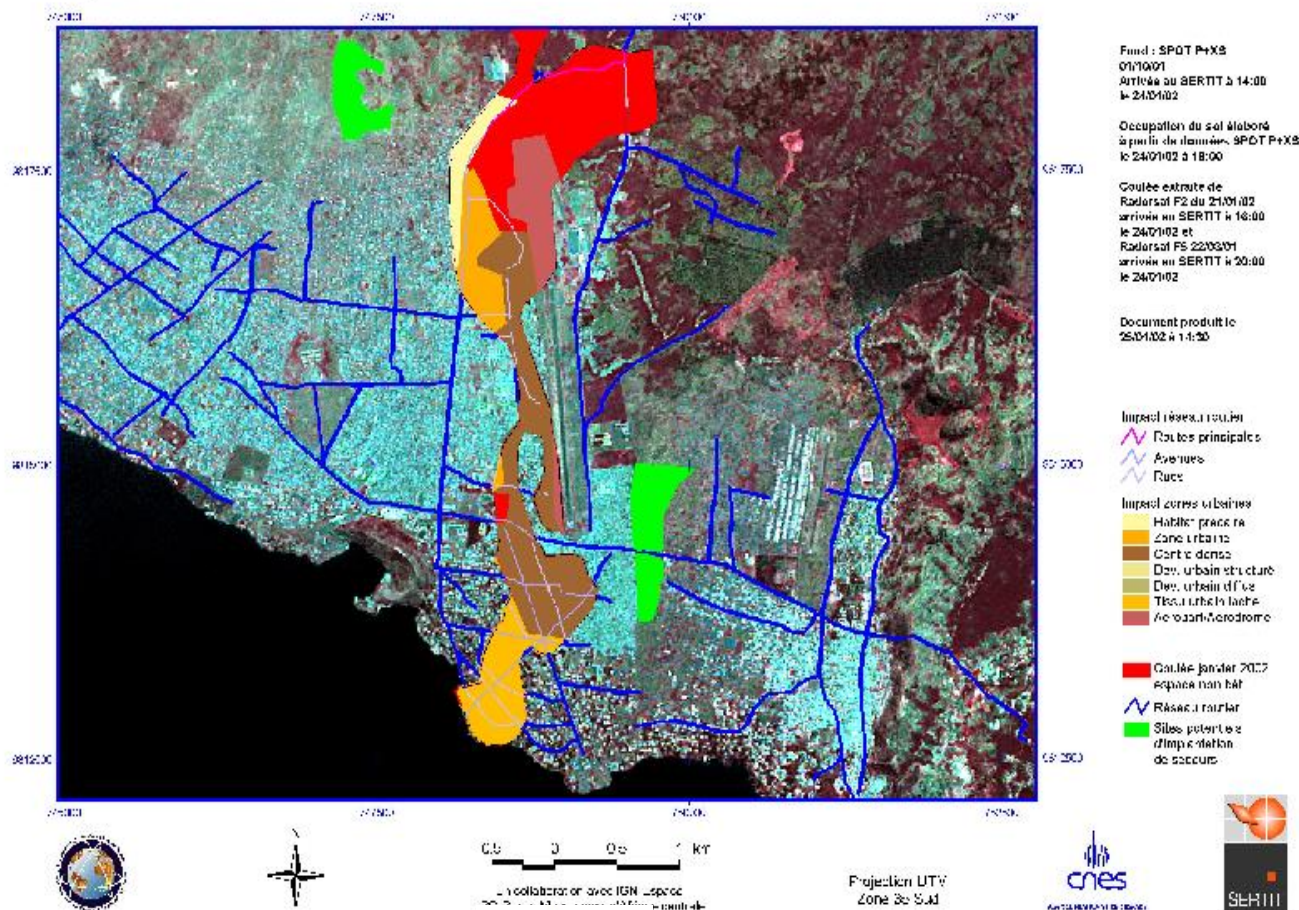 Fond : SPOT P+XS
01/10/01
Arrivée au SERTIT à 14:00
le 24/01/02
Occupation du sol élaboré
à partir de données SPOT P+XS
le 24/01/02 à 18:00
Coulée extraite de
Radarsat F2 du 21/01/02
arrivée au SERTIT à 16:00
le 24/01/02 et
Radarsat F5 22/03/01
arrivée au SERTIT à 20:00
le 24/01/02
Document produit le
25/01/02 à
Impact réseau routier
Routes principales
Avenues
Rues
Impact zones urbaines
Habitat précaire
Zone urbaine
Centre dense
Dév. urbain structuré
Dév. urbain diffus
Tissu urbain lâche
Aéroport/Aérodrome
Coulée janvier 2002
espace non bâti
Réseau routier
Sites potentiels
d'implantation
de secours
0.5 0 0.5 1 km
En collaboration avec IGN Espace
Projection UTM
Zone 35 Sud
cnes
SERTIT